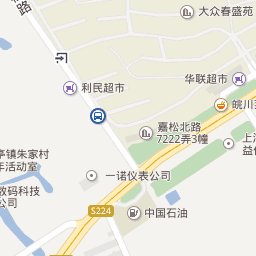 路
大众春盛苑
利民超市
华联超市
皖川
嘉松北路
7222弄3幢
上
益
亭镇朱家村
年活动室
一诺仪表公司
数码科技
公司
S224
中国石油